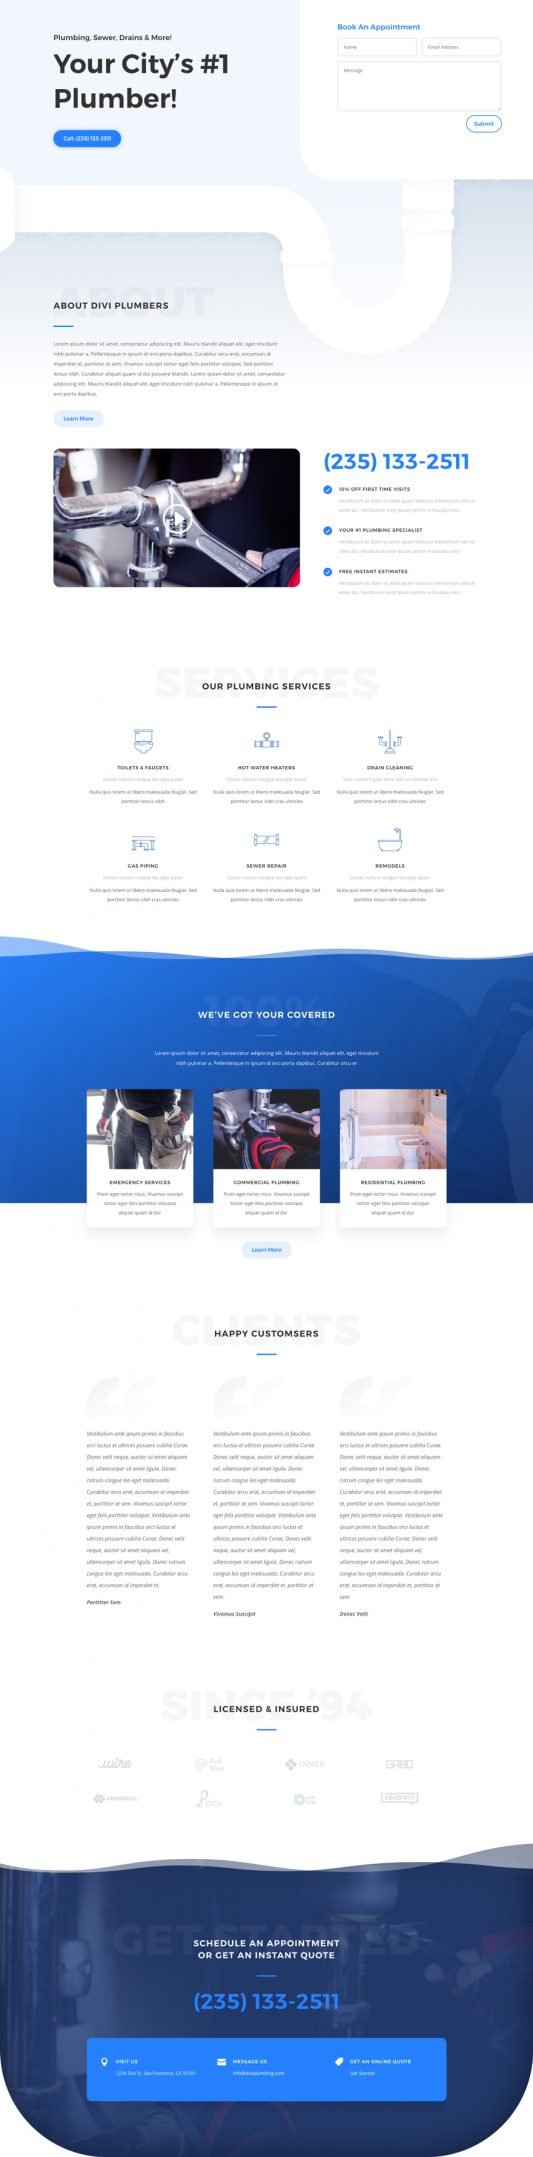 Plumbing, Sewer, Drains & More!
Your City's #1
Plumber!
Call: (235) 133-2511
Book An Appointment
Name
Email Address
Message
Submit
ABOUT
ABOUT DIVI PLUMBERS
Lorem ipsum dolor sit amet, consectetur adipiscing elit. Mauris blandit aliquet elit, eget tincidunt
nibh pulvinar a. Pellentesque in ipsum id orci porta dapibus. Curabitur arcu erat, accumsan id
imperdiet et, porttitor at sem. Vivamus suscipit tortor eget felis porttitor volutpat. Sed porttitor
lectus nibh. Curabitur aliquet quam id dui posuere blandit. Lorem ipsum dolor sit amet, consectetur
adipiscing elit. Mauris blandit aliquet elit, eget tincidunt nibh pulvinar a. Pellentesque in ipsum id
orci porta dapibus.
Learn More
(235) 133-2511
10% OFF FIRST TIME VISITS
Vestibulum ac diam sit amet quam vehicula elementum sed sit
amet dui. Vestibulum ante ipsum primis in faucibus orci
YOUR #1 PLUMBING SPECIALIST
Vestibulum ac diam sit amet quam vehicula elementum sed sit
amet dui. Vestibulum ante ipsum primis in faucibus orci
FREE INSTANT ESTIMATES
Vestibulum ac diam sit amet quam vehicula elementum sed sit
amet dui. Vestibulum ante ipsum primis in faucibus orci
SERVICES
OUR PLUMBING SERVICES
TOILETS & FAUCETS
Donec rutrum congue leo eget quam
Nulla quis lorem ut libero malesuada feugiat. Sed
porttitor lectus nibh
HOT WATER HEATERS
Donec rutrum congue leo eget quam
Nulla quis lorem ut libero malesuada feugiat. Sed
porttitor lectus nibh cras ultricies
DRAIN CLEANING
Your content goes here. Edit or remove this
Nulla quis lorem ut libero malesuada feugiat. Sed
porttitor lectus nibh cras ultricies
GAS PIPING
Donec rutrum congue leo eget quam
Nulla quis lorem ut libero malesuada feugiat. Sed
porttitor lectus nibh cras ultricies
SEWER REPAIR
Donec rutrum congue leo eget quam
Nulla quis lorem ut libero malesuada feugiat. Sed
porttitor lectus nibh cras ultricies
REMODELS
Donec rutrum congue leo eget quam
Nulla quis lorem ut libero malesuada feugiat. Sed
porttitor lectus nibh cras ultricies
100%
WE'VE GOT YOUR COVERED
Lorem ipsum dolor sit amet, consectetur adipiscing elit. Mauris blandit aliquet elit, eget tincidunt
nibh pulvinar a. Pellentesque in ipsum id orci porta dapibus. Curabitur arcu er
EMERGENCY SERVICES
Proin eget tortor risus. Vivamus suscipit
tortor eget felis porttitor volutpat
aliquet quam id dui
COMMERCIAL PLUMBING
Proin eget tortor risus. Vivamus suscipit
tortor eget felis porttitor volutpat
aliquet quam id dui
RESIDENTIAL PLUMBING
Proin eget tortor risus. Vivamus suscipit
tortor eget felis porttitor volutpat
aliquet quam id dui
Learn More
CLIENTS
HAPPY CUSTOMSERS
Vestibulum ante ipsum primis in faucibus
orci luctus et ultrices posuere cubilia Curae;
Donec velit neque, auctor sit amet aliquam
vel, ullamcorper sit amet ligula. Donec
rutrum congue leo eget malesuada.
Curabitur arcu erat, accumsan id imperdiet
et, porttitor at sem. Vivamus suscipit tortor
eget felis porttitor volutpat. Vestibulum ante
ipsum primis in faucibus orci luctus et
ultrices posuere cubilia Curae; Donec velit
neque, auctor sit amet aliquam vel,
ullamcorper sit amet ligula. Donec rutrum
congue leo eget malesuada. Curabitur arcu
erat, accumsan id imperdiet et,
Porttitor Sem
Vestibulum ante ipsum primis in faucibus
orci luctus et ultrices posuere cubilia Curae;
Donec velit neque, auctor sit amet aliquam
vel, ullamcorper sit amet ligula. Donec
rutrum congue leo eget malesuada.
Curabitur arcu erat, accumsan id imperdiet
et, porttitor at sem. Vivamus suscipit tortor
eget felis porttitor volutpat. Vestibulum ante
ipsum primis in faucibus orci luctus et
ultrices posuere cubilia Curae; Donec velit
neque, auctor sit amet aliquam vel,
ullamcorper sit amet ligula. Donec rutrum
congue leo eget malesuada. Curabitur arcu
erat, accumsan id imperdiet et, porttitor at
sem.
Vivamus Suscipit
Vestibulum ante ipsum primis in faucibus
orci luctus et ultrices posuere cubilia Curae;
Donec velit neque, auctor sit amet aliquam
vel, ullamcorper sit amet ligula. Donec
rutrum congue leo eget malesuada.
Curabitur arcu erat, accumsan id imperdiet
et, porttitor at sem. Vivamus suscipit tortor
eget felis porttitor volutpat. Vestibulum ante
ipsum primis in faucibus orci luctus et
ultrices posuere cubilia Curae; Donec velit
neque, auctor sit amet aliquam vel,
ullamcorper sit amet ligula. Donec rutrum
congue leo eget malesuada. Curabitur arcu
erat, accumsan id imperdiet et, porttitor at
sem.
Donec Velit
SINCE '94
LICENSED & INSURED
wire
Red Wave
INNER
GABO
CROSSWELL
PITCH
LOUDNCK
GET STARTED
SCHEDULE AN APPOINTMENT
OR GET AN INSTANT QUOTE
(235) 133-2511
VISIT US
1234 Divi St. San Francisco, CA 91351
MESSAGE US
info@diviplumbing.com
GET AN ONLINE QUOTE
Get Started